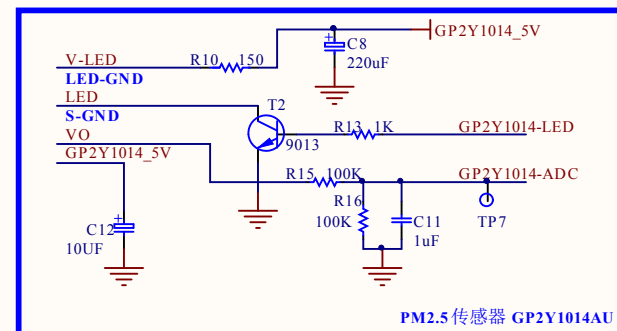 GP2Y1014_5V
C8
220uF
V-LED
R10 150
LED-GND
LED
S-GND
VO
GP2Y1014_5V
T2
9013
R13 1K
GP2Y1014-LED
R15 100K
GP2Y1014-ADC
R16
100K
C11
1uF
TP7
C12
10UF
PM2.5传感器 GP2Y1014AU